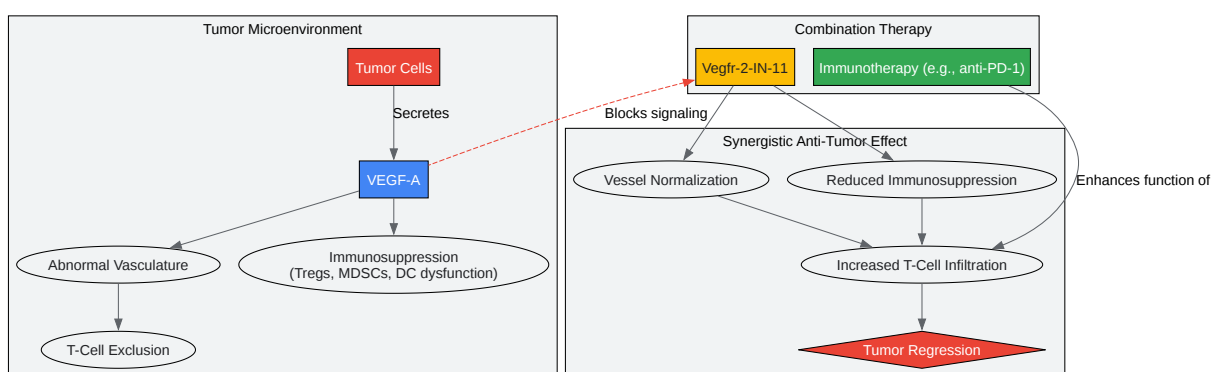 Tumor Microenvironment
Tumor Cells
Secretes
VEGF-A
Abnormal Vasculature
Immunosuppression
(Tregs, MDSCs, DC dysfunction)
T-Cell Exclusion
Combination Therapy
Vegfr-2-IN-11
Immunotherapy (e.g., anti-PD-1)
Blocks signaling
Synergistic Anti-Tumor Effect
Vessel Normalization
Reduced Immunosuppression
Enhances function of
Increased T-Cell Infiltration
Tumor Regression